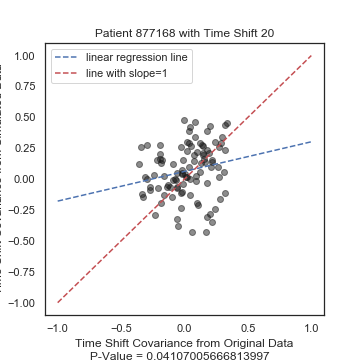 Patient 877168 with Time Shift 20
linear regression line
line with slope=1
1.00
0.75
0.50
0.25
0.00
−0.25
−0.50
−0.75
−1.00
−1.0
−0.5
0.0
0.5
1.0
Time Shift Covariance from Original Data
P-Value = 0.04107005666813997